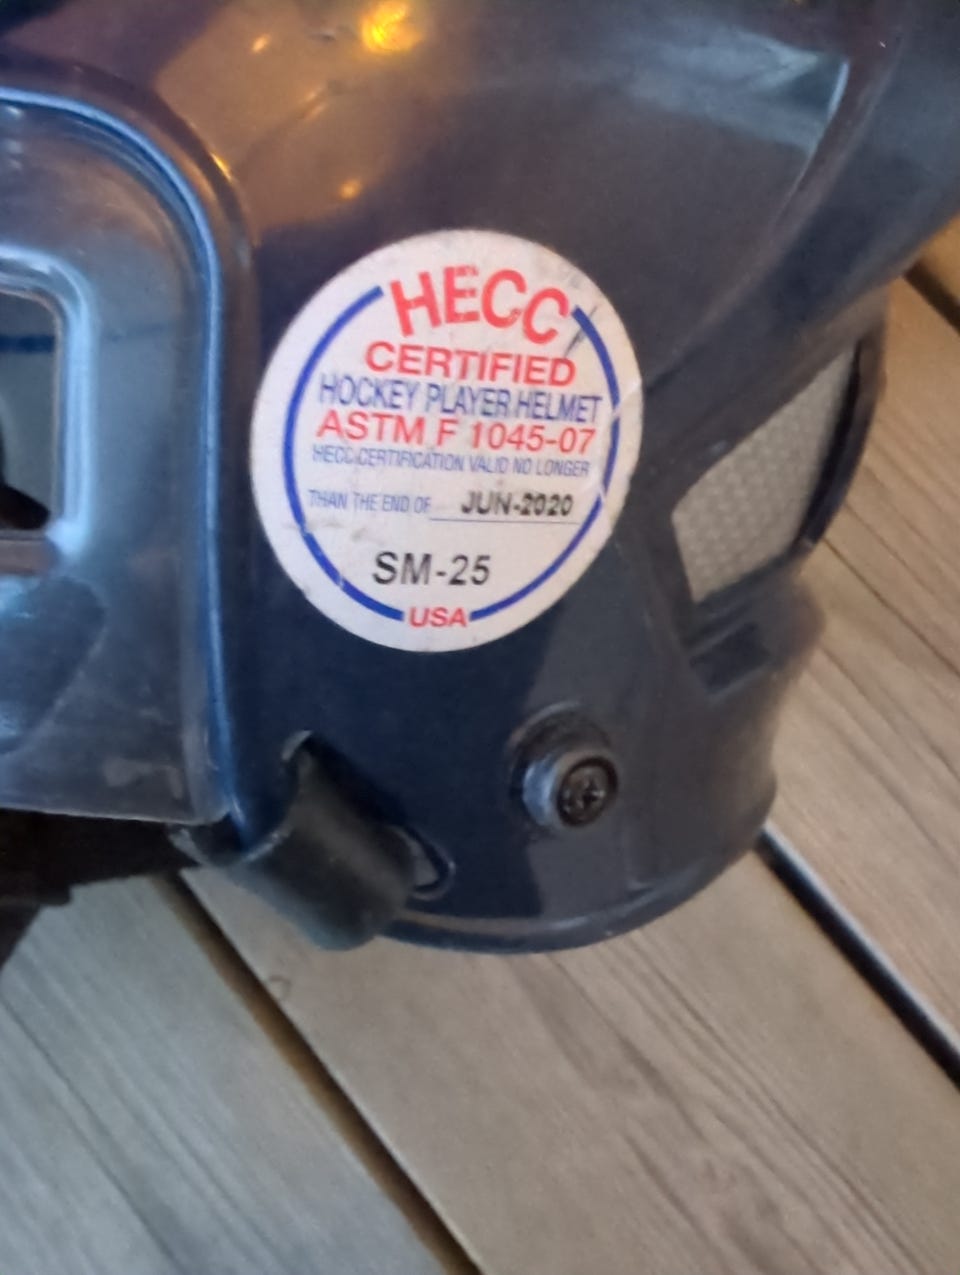 HECC
CERTIFIED
HOCKEY PLAYER HELMET
ASTM F 1045-07
HECC CERTIFICATION VALID NO LONGER
THAN THE END OF JUN-2020
SM-25
USA